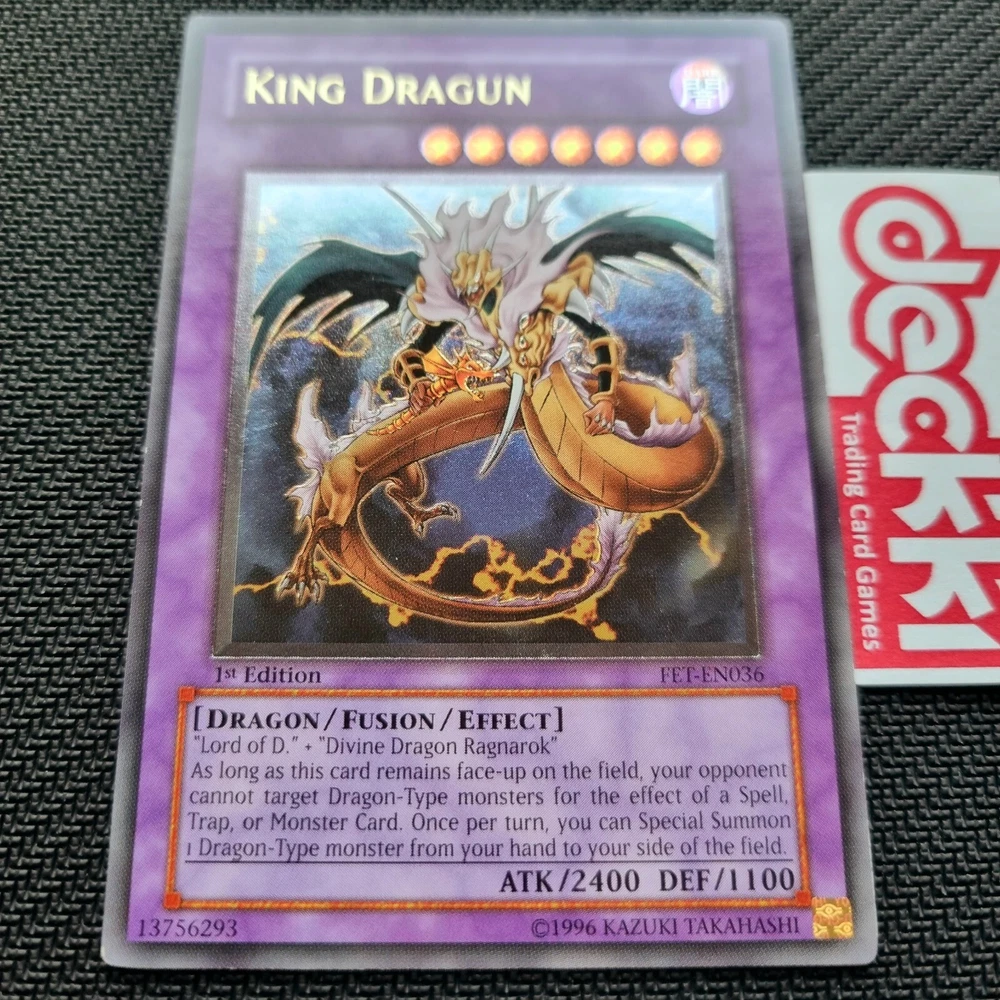 KING DRAGUN
闇
1st Edition
FET-EN036
[DRAGON/FUSION/EFFECT]
"Lord of D." + "Divine Dragon Ragnarok"
As long as this card remains face-up on the field, your opponent
cannot target Dragon-Type monsters for the effect of a Spell,
Trap, or Monster Card. Once per turn, you can Special Summon
1 Dragon-Type monster from your hand to your side of the field.
ATK/2400 DEF/1100
13756293
©1996 KAZUKI TAKAHASHI
deckki
Trading Card Games